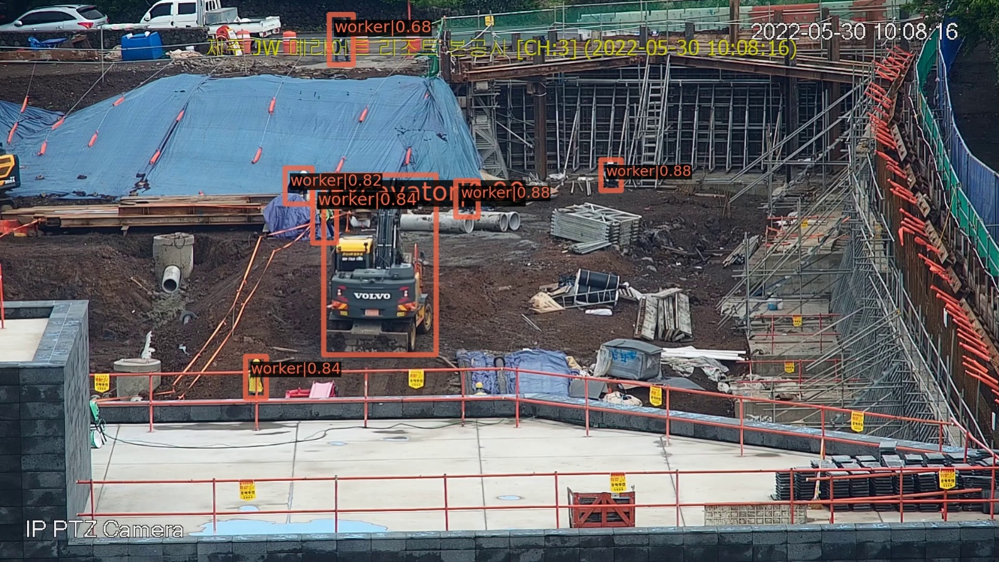 worker|0.68
2022-05-30 10:08:16
제주 JW 메리어트 리조트 본공사 [CH:3] (2022-05-30 10:08:16)
worker|0.88
worker|0.82
worker|0.88
worker|0.84
VOLVO
worker|0.84
IP PTZ Camera